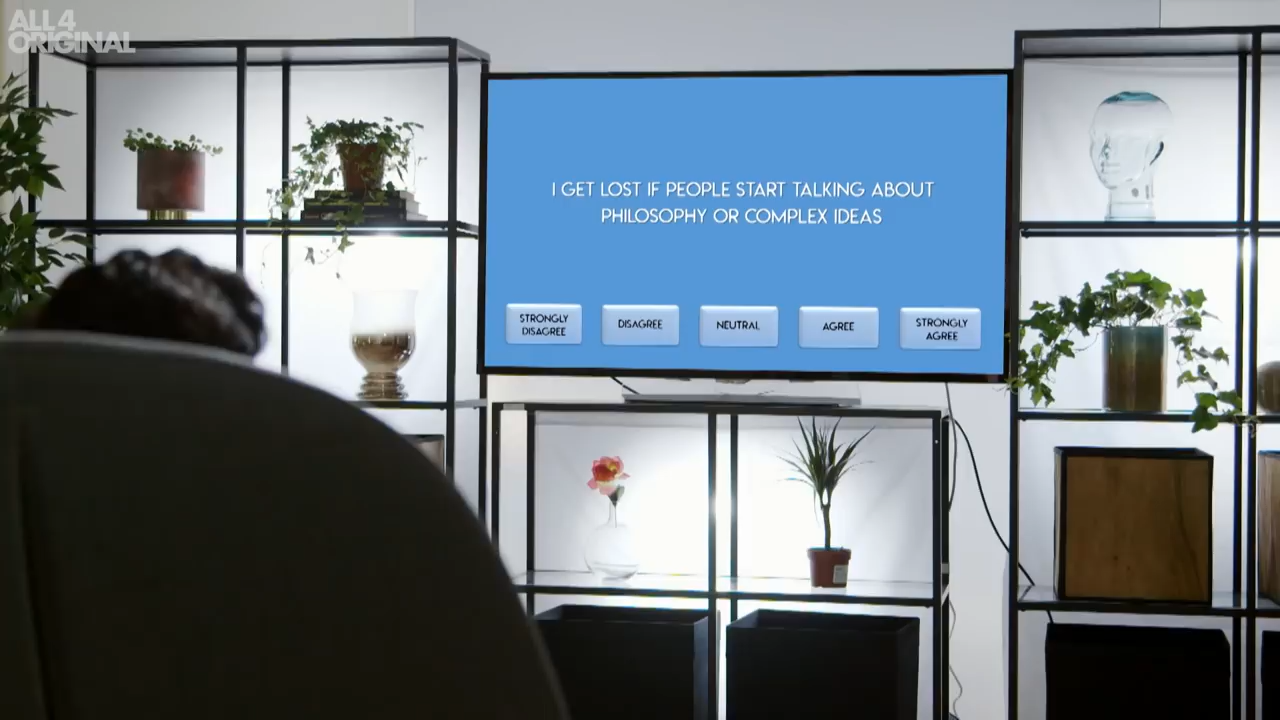 ALL 4
ORIGINAL
I GET LOST IF PEOPLE START TALKING ABOUT
PHILOSOPHY OR COMPLEX IDEAS
STRONGLY
DISAGREE
DISAGREE
NEUTRAL
AGREE
STRONGLY
AGREE